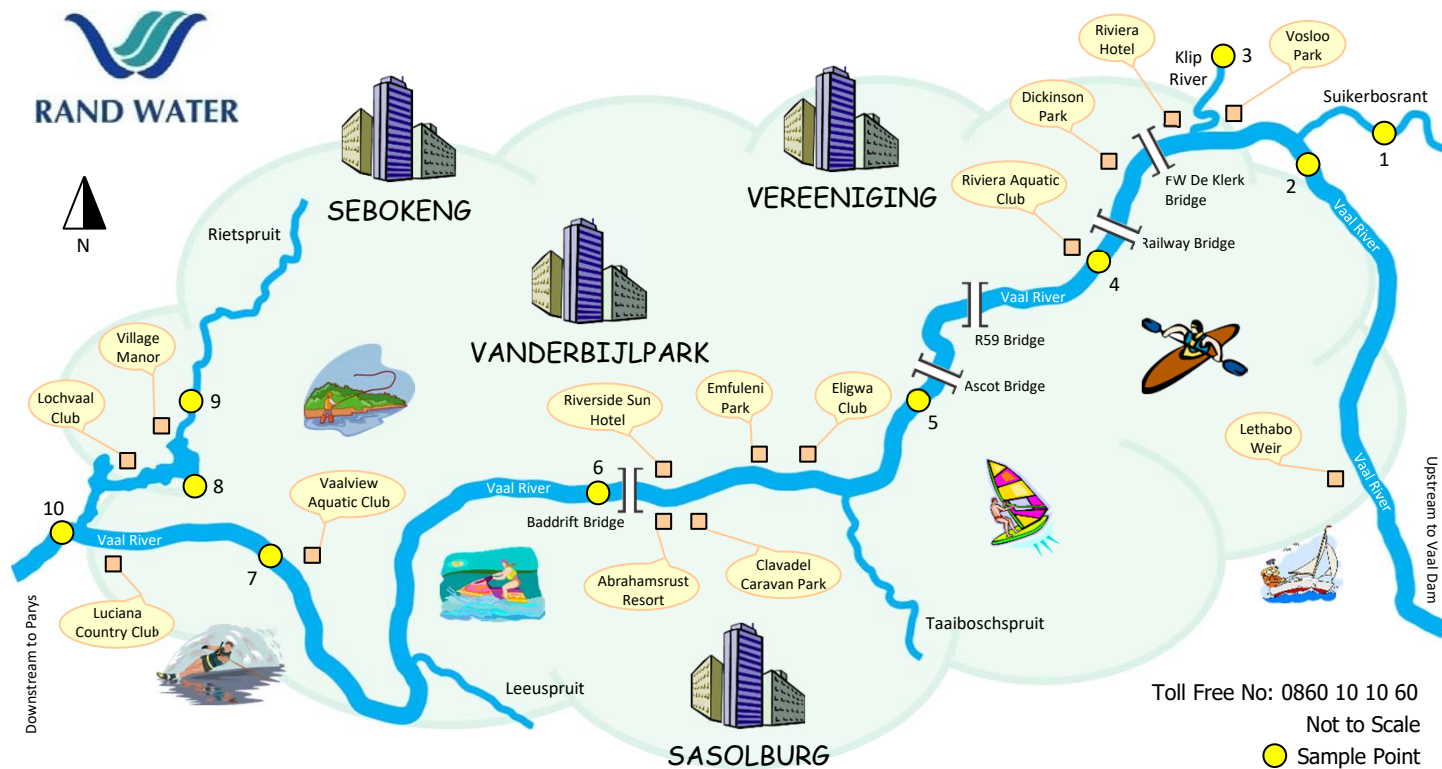 RAND WATER
N
SEBOKENG
VEREENIGING
VANDERBIJLPARK
SASOLBURG
Riviera
Hotel
Klip
River
3
Vosloo
Park
Suikerbosrant
1
2
Dickinson
Park
FW De Klerk
Bridge
Riviera Aquatic
Club
Railway Bridge
4
Vaal River
Vaal River
R59 Bridge
Ascot Bridge
5
Lethabo
Weir
Vaal River
Upstream to Vaal Dam
Rietspruit
Village
Manor
Lochvaal
Club
9
8
10
Vaal River
7
Vaalview
Aquatic Club
Luciana
Country Club
Downstream to Parys
Riverside Sun
Hotel
Emfuleni
Park
Eligwa
Club
6
Vaal River
Baddrift Bridge
Abrahamsrust
Resort
Clavadel
Caravan Park
Taaiboschspruit
Leeuspruit
Toll Free No: 0860 10 10 60
Not to Scale
Sample Point